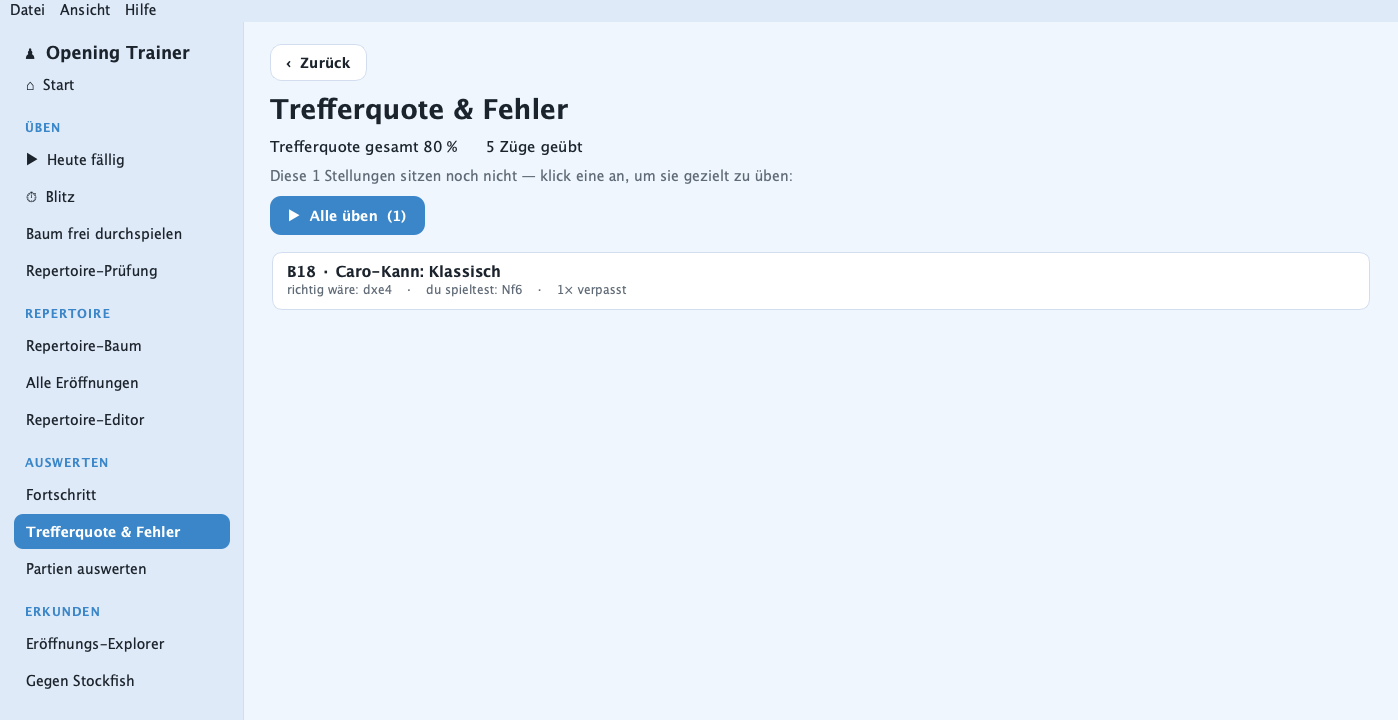 Datei Ansicht Hilfe
♟ Opening Trainer
⌂ Start
ÜBEN
▶ Heute fällig
⏱ Blitz
Baum frei durchspielen
Repertoire-Prüfung
REPERTOIRE
Repertoire-Baum
Alle Eröffnungen
Repertoire-Editor
AUSWERTEN
Fortschritt
Trefferquote & Fehler
Partien auswerten
ERKUNDEN
Eröffnungs-Explorer
Gegen Stockfish
‹ Zurück
Trefferquote & Fehler
Trefferquote gesamt 80 % 5 Züge geübt
Diese 1 Stellungen sitzen noch nicht — klick eine an, um sie gezielt zu üben:
▶ Alle üben (1)
B18 · Caro-Kann: Klassisch
richtig wäre: dxe4 · du spieltest: Nf6 · 1× verpasst